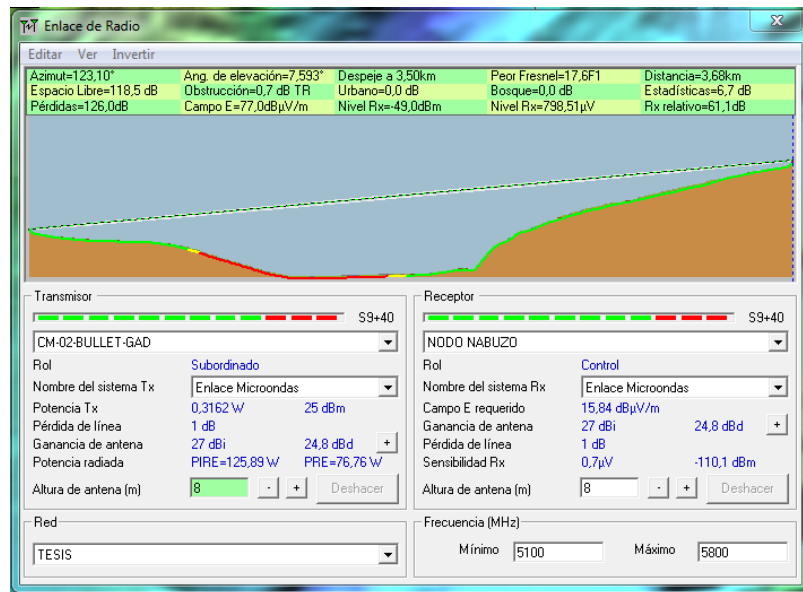 Enlace de Radio
Editar Ver Invertir
Azimut=123,10° Ang. de elevación=7,593° Despeje a 3,50km Peor Fresnel=17,6F1 Distancia=3,68km
Espacio Libre=118,5 dB Obstrucción=0,7 dB TR Urbano=0,0 dB Bosque=0,0 dB Estadísticas=6,7 dB
Pérdidas=126,0dB Campo E=77,0dBµV/m Nivel Rx=-49,0dBm Nivel Rx=798,51µV Rx relativo=61,1dB
Transmisor
S9+40
CM-02-BULLET-GAD
Rol Subordinado
Nombre del sistema Tx Enlace Microondas
Potencia Tx 0,3162 W 25 dBm
Pérdida de línea 1 dB
Ganancia de antena 27 dBi 24,8 dBd +
Potencia radiada PIRE=125,89 W PRE=76,76 W
Altura de antena (m) 8 - + Deshacer
Receptor
S9+40
NODO NABUZO
Rol Control
Nombre del sistema Rx Enlace Microondas
Campo E requerido 15,84 dBµV/m
Ganancia de antena 27 dBi 24,8 dBd +
Pérdida de línea 1 dB
Sensibilidad Rx 0,7µV -110,1 dBm
Altura de antena (m) 8 - + Deshacer
Red
TESIS
Frecuencia (MHz)
Mínimo 5100 Máximo 5800